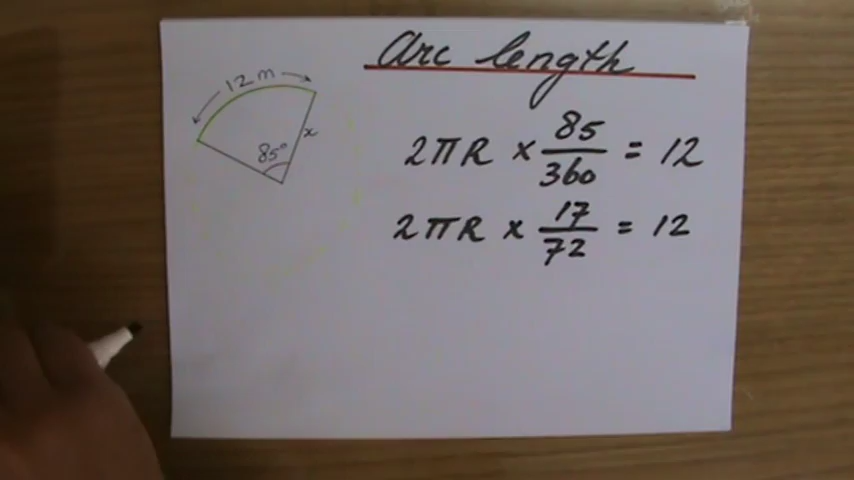 Arc length
12 m
x
85°
2πR × 85/360 = 12
2πR × 17/72 = 12